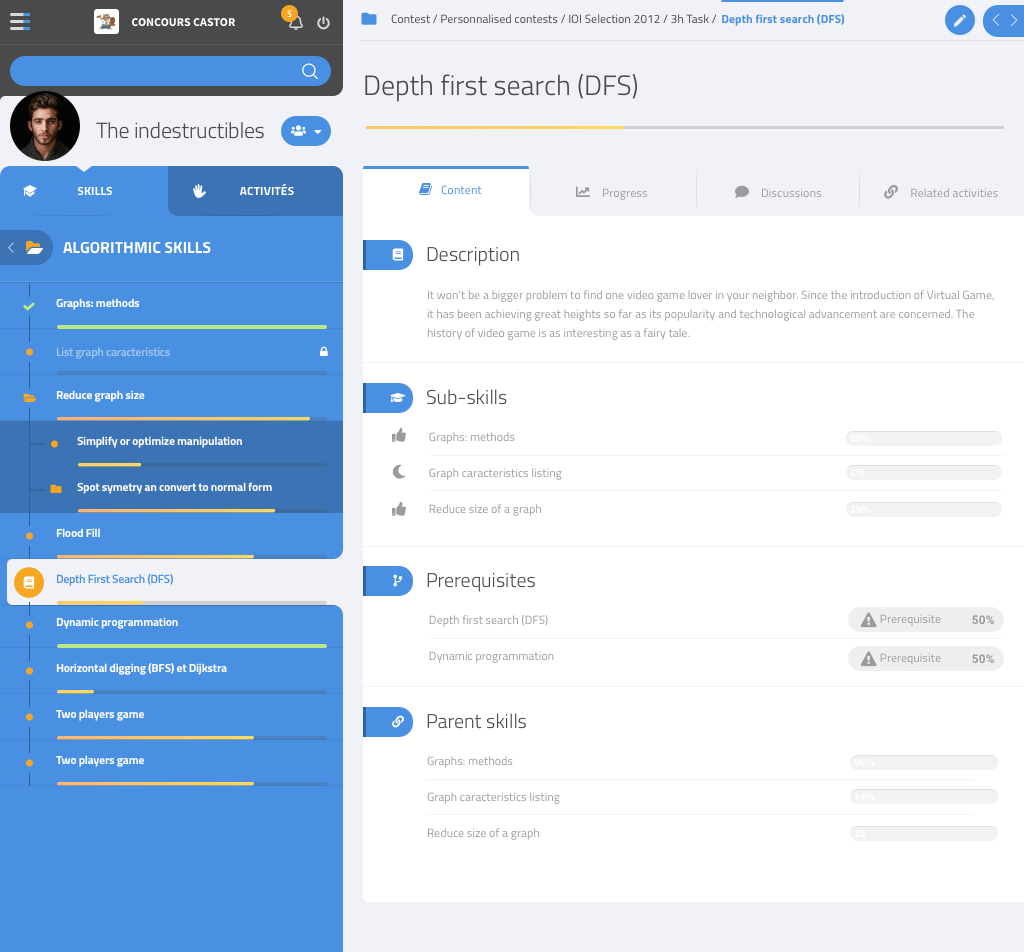 CONCOURS CASTOR
5
The indestructibles
SKILLS
ACTIVITÉS
ALGORITHMIC SKILLS
Graphs: methods
List graph caracteristics
Reduce graph size
Simplify or optimize manipulation
Spot symetry an convert to normal form
Flood Fill
Depth First Search (DFS)
Dynamic programmation
Horizontal digging (BFS) et Dijkstra
Two players game
Two players game
Contest / Personnalised contests / IOI Selection 2012 / 3h Task / Depth first search (DFS)
Depth first search (DFS)
Content
Progress
Discussions
Related activities
Description
It won't be a bigger problem to find one video game lover in your neighbor. Since the introduction of Virtual Game,
it has been achieving great heights so far as its popularity and technological advancement are concerned. The
history of video game is as interesting as a fairy tale.
Sub-skills
Graphs: methods 90%
Graph caracteristics listing 2%
Reduce size of a graph 35%
Prerequisites
Depth first search (DFS) Prerequisite 50%
Dynamic programmation Prerequisite 50%
Parent skills
Graphs: methods 90%
Graph caracteristics listing 34%
Reduce size of a graph 35